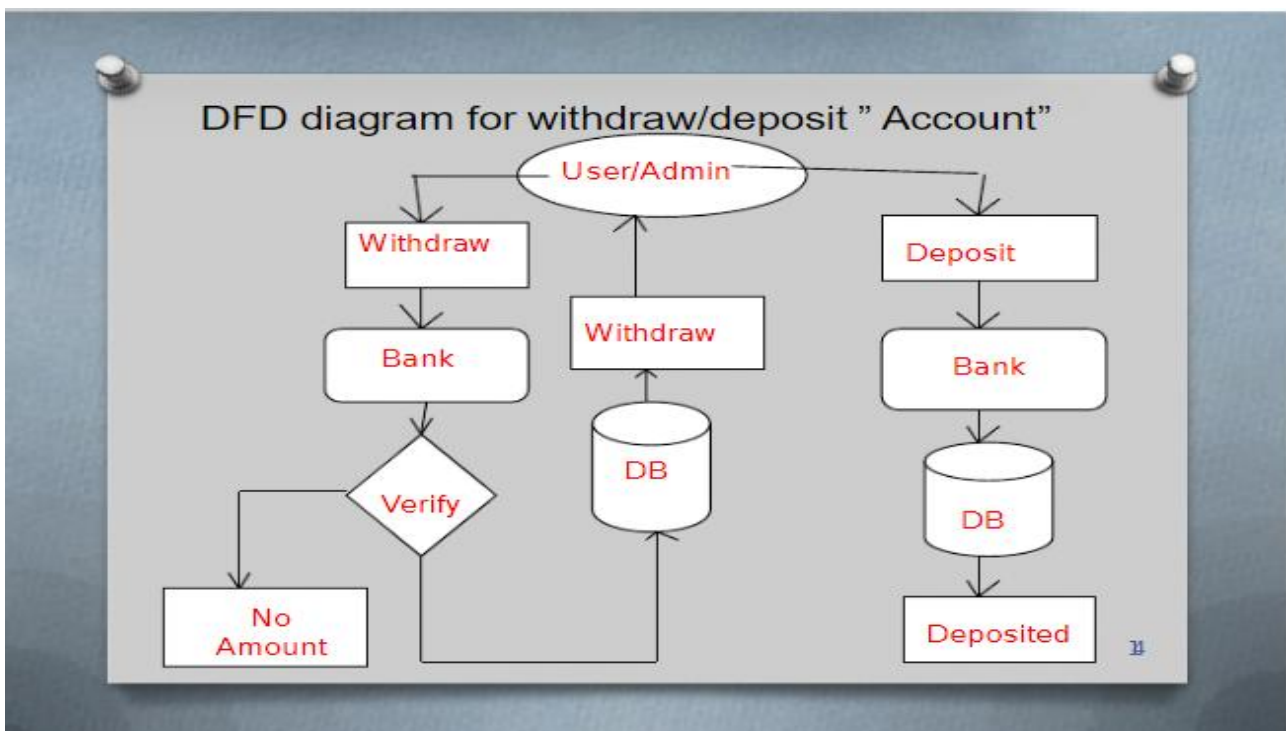 DFD diagram for withdraw/deposit ” Account”
User/Admin
Withdraw
Deposit
Withdraw
Bank
Bank
DB
Verify
DB
No
Amount
Deposited